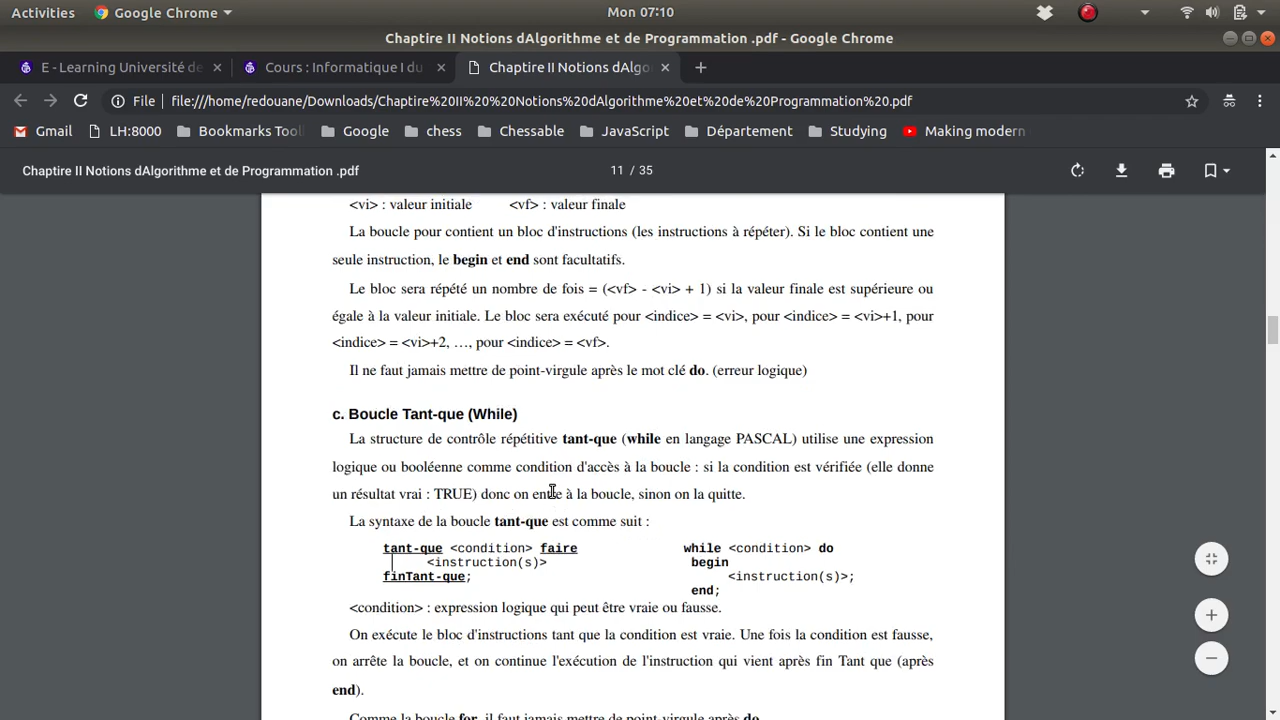 Activities Google Chrome Mon 07:10
Chaptire II Notions dAlgorithme et de Programmation .pdf - Google Chrome
E - Learning Université de Cours : Informatique I du Chaptire II Notions dAlgo
File file:///home/redouane/Downloads/Chaptire%20II%20%20Notions%20dAlgorithme%20et%20de%20Programmation%20.pdf
Gmail LH:8000 Bookmarks Tool Google chess Chessable JavaScript Département Studying Making modern
Chaptire II Notions dAlgorithme et de Programmation .pdf 11 / 35
<vi> : valeur initiale <vf> : valeur finale
La boucle pour contient un bloc d'instructions (les instructions à répéter). Si le bloc contient une
seule instruction, le begin et end sont facultatifs.
Le bloc sera répété un nombre de fois = (<vf> - <vi> + 1) si la valeur finale est supérieure ou
égale à la valeur initiale. Le bloc sera exécuté pour <indice> = <vi>, pour <indice> = <vi>+1, pour
<indice> = <vi>+2, …, pour <indice> = <vf>.
Il ne faut jamais mettre de point-virgule après le mot clé do. (erreur logique)
c. Boucle Tant-que (While)
La structure de contrôle répétitive tant-que (while en langage PASCAL) utilise une expression
logique ou booléenne comme condition d'accès à la boucle : si la condition est vérifiée (elle donne
un résultat vrai : TRUE) donc on entre à la boucle, sinon on la quitte.
La syntaxe de la boucle tant-que est comme suit :
tant-que <condition> faire while <condition> do
<instruction(s)> begin
finTant-que; <instruction(s)>;
end;
<condition> : expression logique qui peut être vraie ou fausse.
On exécute le bloc d'instructions tant que la condition est vraie. Une fois la condition est fausse,
on arrête la boucle, et on continue l'exécution de l'instruction qui vient après fin Tant que (après
end).
Comme la boucle for, il faut jamais mettre de point-virgule après do.